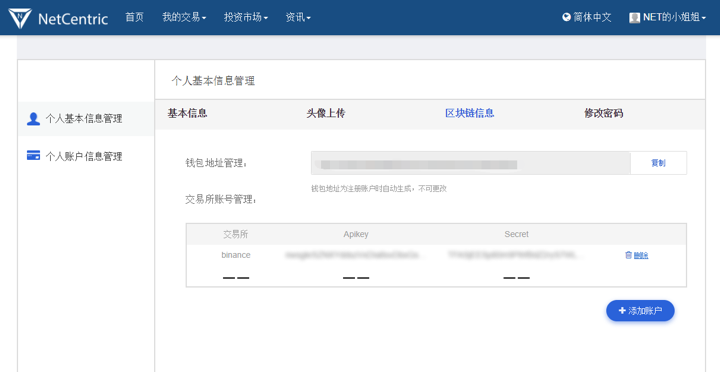 NetCentric 首页 我的交易 投资市场 资讯 简体中文 NET的小姐姐
个人基本信息管理
个人基本信息管理
个人账户信息管理
基本信息 头像上传 区块链信息 修改密码
钱包地址管理：
复制
钱包地址为注册账户时自动生成，不可更改
交易所账号管理：
交易所 Apikey Secret
binance 删除
—— —— ——
添加账户